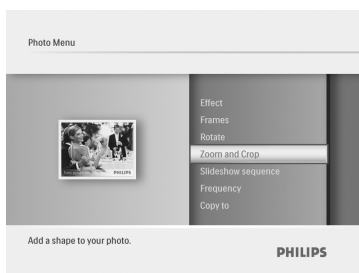 Photo Menu
Effect
Frames
Rotate
Zoom and Crop
Slideshow sequence
Frequency
Copy to
PHILIPS
Add a shape to your photo.
PHILIPS